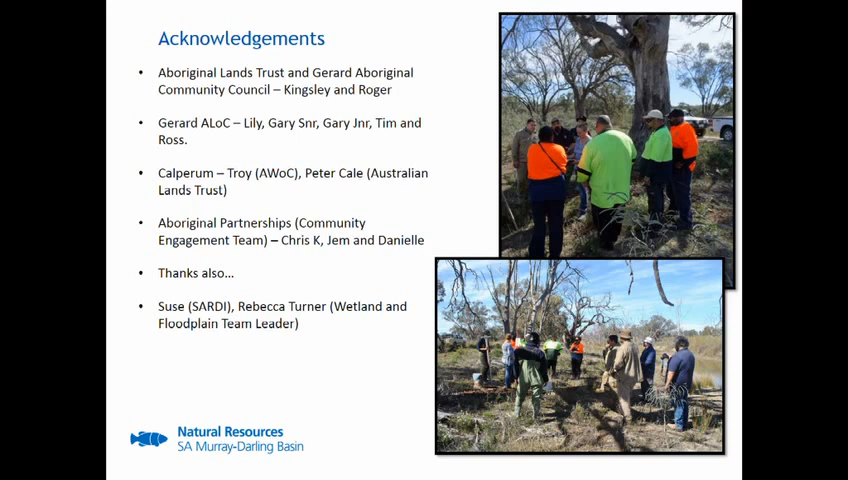 Acknowledgements
• Aboriginal Lands Trust and Gerard Aboriginal
Community Council – Kingsley and Roger
• Gerard ALoC – Lily, Gary Snr, Gary Jnr, Tim and
Ross.
• Calperum – Troy (AWoC), Peter Cale (Australian
Lands Trust)
• Aboriginal Partnerships (Community
Engagement Team) – Chris K, Jem and Danielle
• Thanks also…
• Suse (SARDI), Rebecca Turner (Wetland and
Floodplain Team Leader)
Natural Resources
SA Murray-Darling Basin